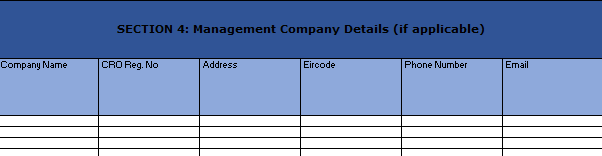 SECTION 4: Management Company Details (if applicable)
Company Name CRO Reg. No Address Eircode Phone Number Email